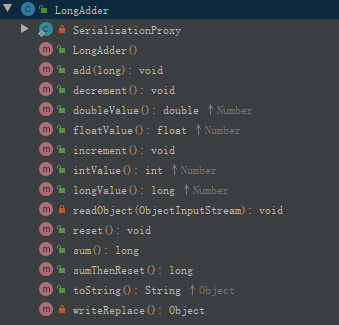 LongAdder
SerializationProxy
LongAdder()
add(long): void
decrement(): void
doubleValue(): double ↑Number
floatValue(): float ↑Number
increment(): void
intValue(): int ↑Number
longValue(): long ↑Number
readObject(ObjectInputStream): void
reset(): void
sum(): long
sumThenReset(): long
toString(): String ↑Object
writeReplace(): Object